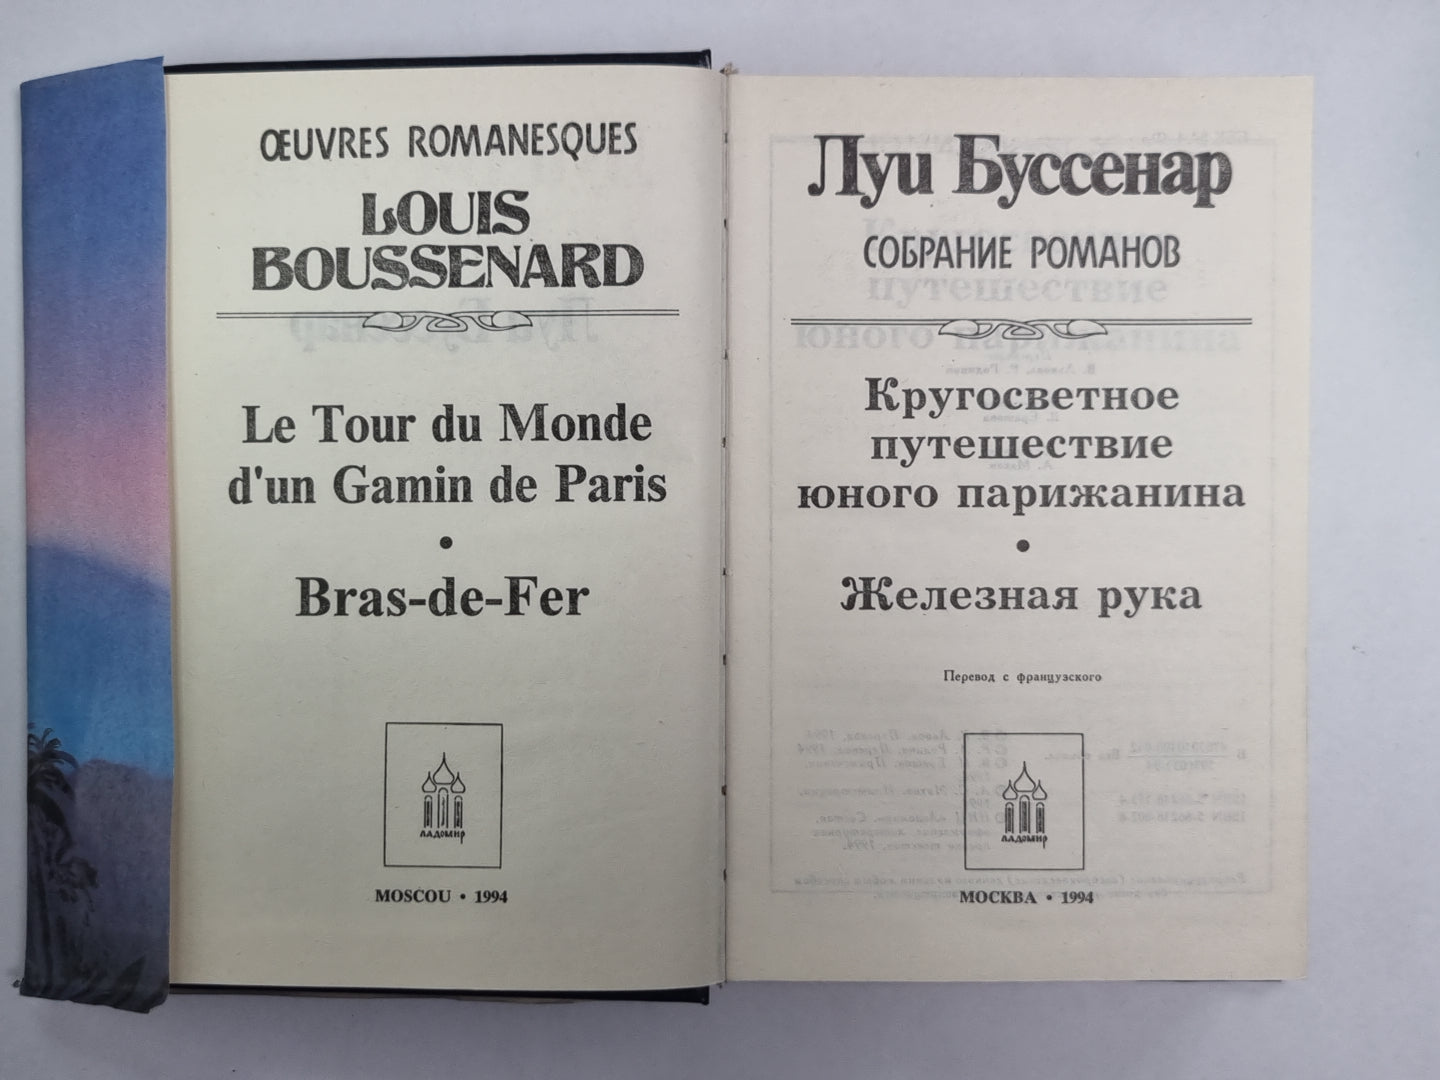 ŒUVRES ROMANESQUES
LOUIS
BOUSSENARD
Le Tour du Monde
d'un Gamin de Paris
•
Bras-de-Fer
ЛАДОМИР
MOSCOU • 1994
Луи Буссенар
СОБРАНИЕ РОМАНОВ
Кругосветное
путешествие
юного парижанина
•
Железная рука
Перевод с французского
ЛАДОМИР
МОСКВА • 1994